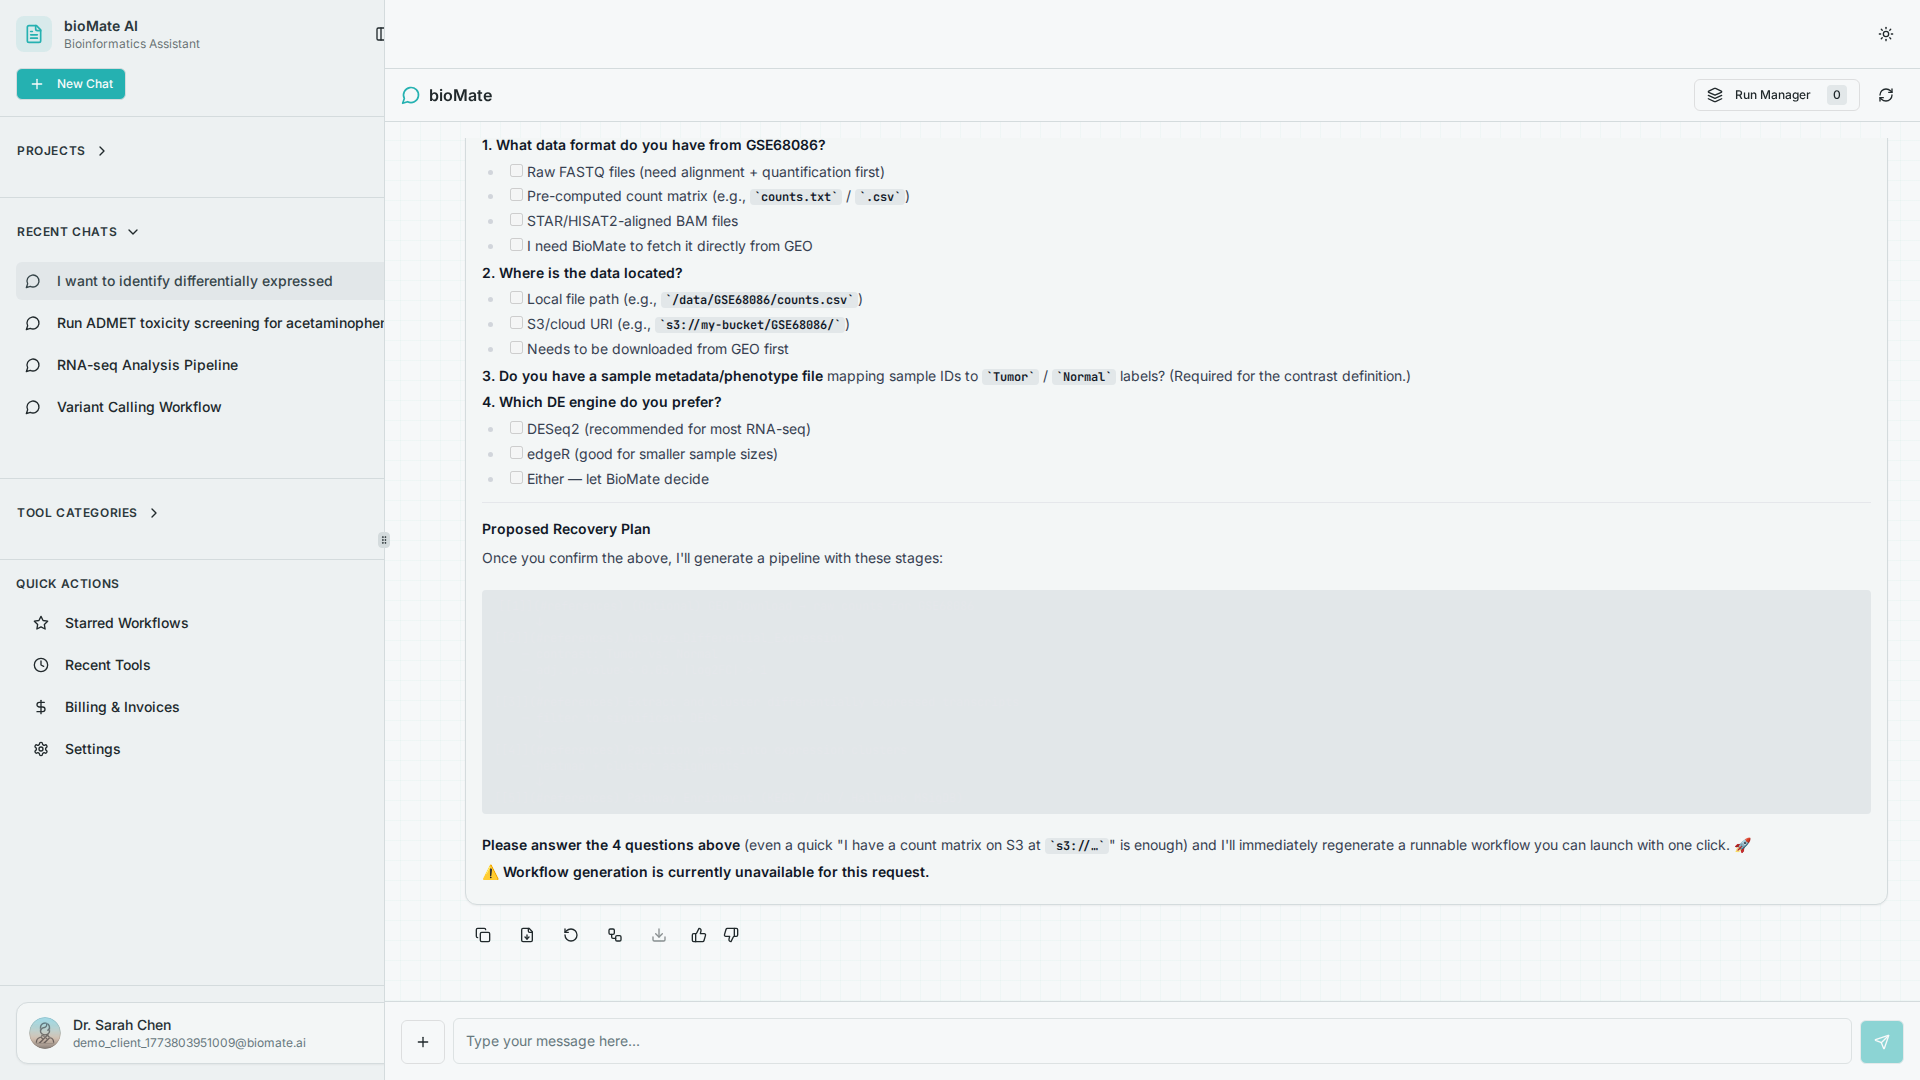 bioMate AI
Bioinformatics Assistant
New Chat
PROJECTS
RECENT CHATS
I want to identify differentially expressed
Run ADMET toxicity screening for acetaminophen
RNA-seq Analysis Pipeline
Variant Calling Workflow
TOOL CATEGORIES
QUICK ACTIONS
Starred Workflows
Recent Tools
Billing & Invoices
Settings
Dr. Sarah Chen
demo_client_1773803951009@biomate.ai
bioMate
Run Manager 0
1. What data format do you have from GSE68086?
Raw FASTQ files (need alignment + quantification first)
Pre-computed count matrix (e.g., `counts.txt` / `.csv`)
STAR/HISAT2-aligned BAM files
I need BioMate to fetch it directly from GEO
2. Where is the data located?
Local file path (e.g., `/data/GSE68086/counts.csv`)
S3/cloud URI (e.g., `s3://my-bucket/GSE68086/`)
Needs to be downloaded from GEO first
3. Do you have a sample metadata/phenotype file mapping sample IDs to `Tumor` / `Normal` labels? (Required for the contrast definition.)
4. Which DE engine do you prefer?
DESeq2 (recommended for most RNA-seq)
edgeR (good for smaller sample sizes)
Either — let BioMate decide
Proposed Recovery Plan
Once you confirm the above, I'll generate a pipeline with these stages:
Please answer the 4 questions above (even a quick "I have a count matrix on S3 at `s3://…`" is enough) and I'll immediately regenerate a runnable workflow you can launch with one click. 🚀
⚠️ Workflow generation is currently unavailable for this request.
Type your message here...